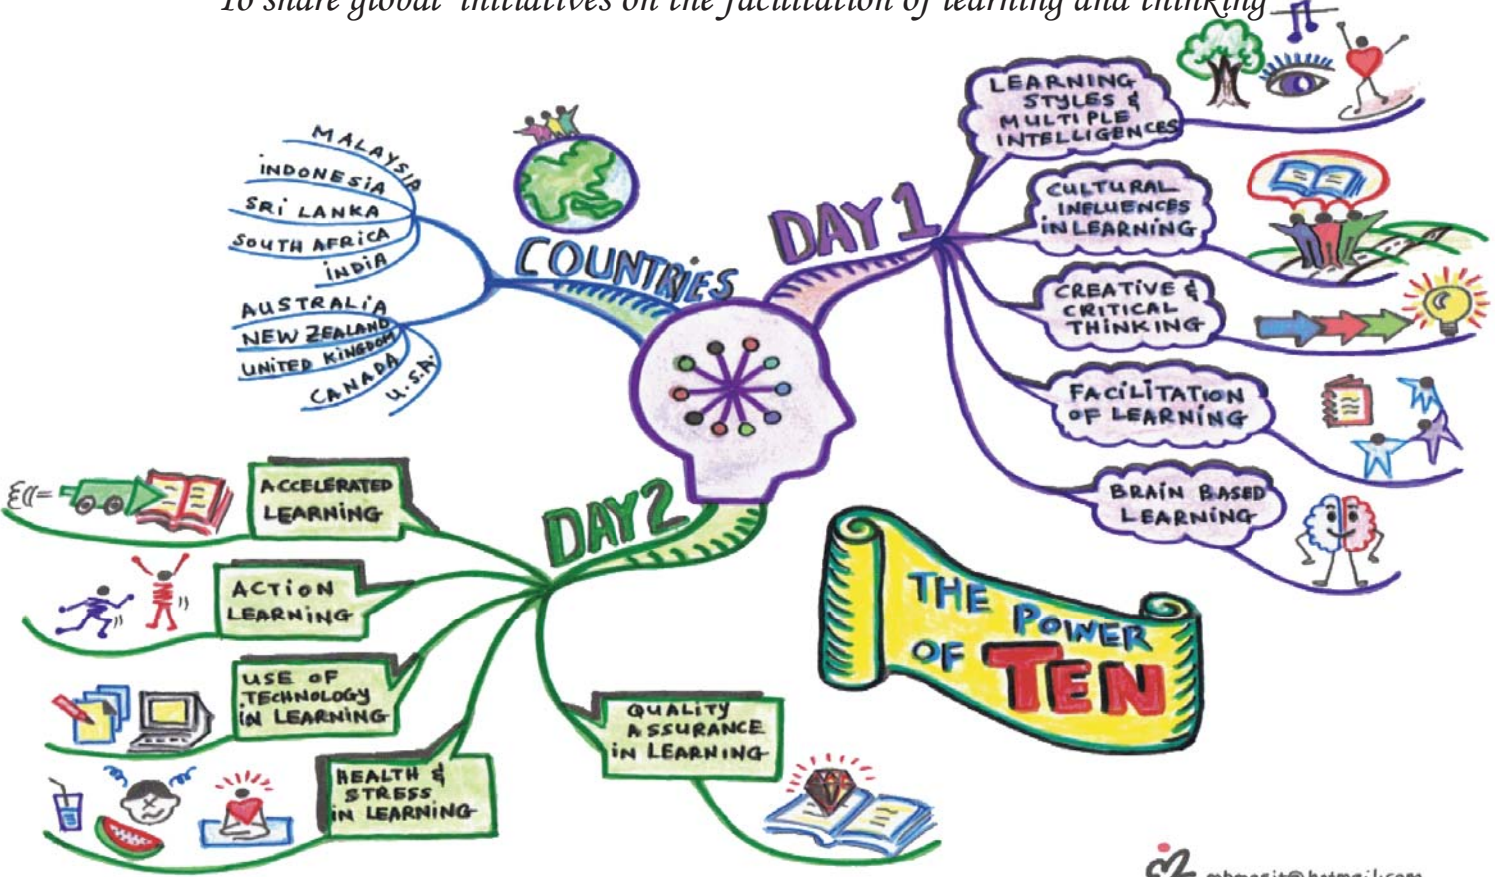 To share global initiatives on the facilitation of learning and thinking
MALAYSIA
INDONESIA
SRI LANKA
SOUTH AFRICA
INDIA
AUSTRALIA
NEW ZEALAND
UNITED KINGDOM
CANADA
U.S.A.
COUNTRIES
DAY 1
LEARNING
STYLES &
MULTIPLE
INTELLIGENCES
CULTURAL
INFLUENCES
IN LEARNING
CREATIVE &
CRITICAL
THINKING
FACILITATION
OF LEARNING
BRAIN BASED
LEARNING
DAY 2
ACCELERATED
LEARNING
ACTION
LEARNING
USE OF
TECHNOLOGY
IN LEARNING
HEALTH &
STRESS
IN LEARNING
QUALITY
ASSURANCE
IN LEARNING
THE POWER
OF TEN